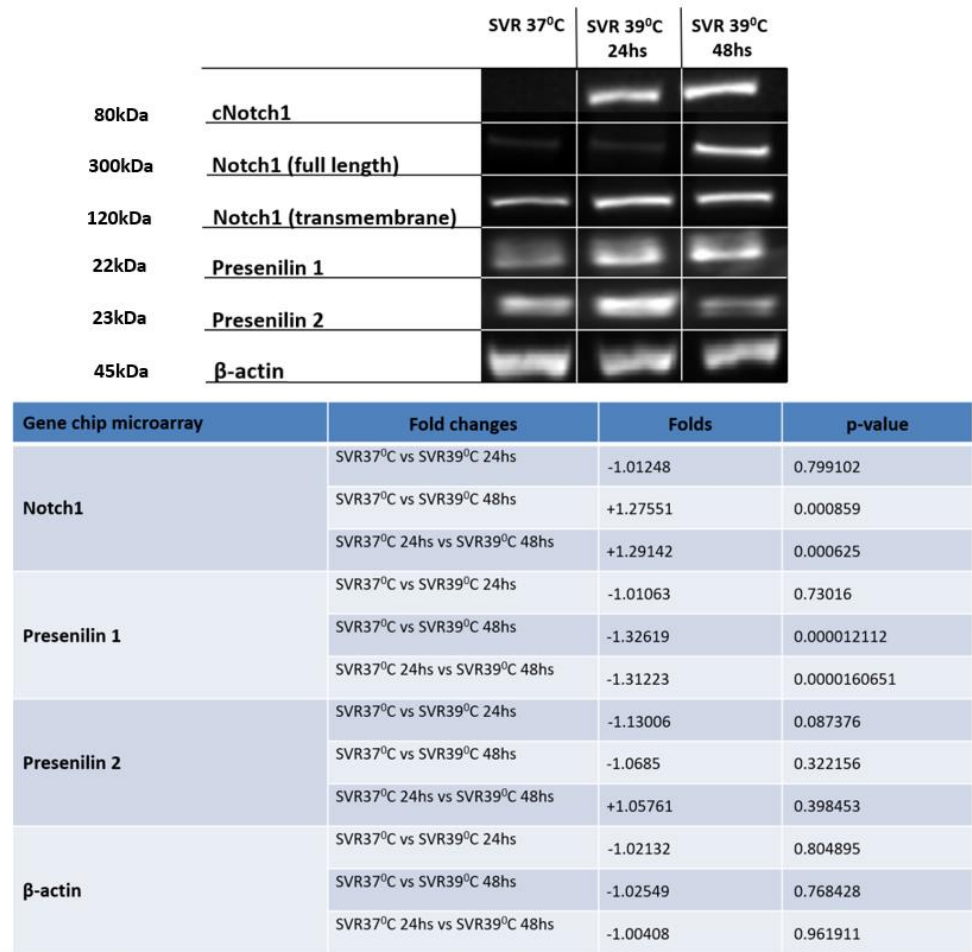 SVR 37⁰C SVR 39⁰C SVR 39⁰C
24hs 48hs
80kDa cNotch1
300kDa Notch1 (full length)
120kDa Notch1 (transmembrane)
22kDa Presenilin 1
23kDa Presenilin 2
45kDa β-actin
Gene chip microarray Fold changes Folds p-value
Notch1
SVR37⁰C vs SVR39⁰C 24hs -1.01248 0.799102
SVR37⁰C vs SVR39⁰C 48hs +1.27551 0.000859
SVR37⁰C 24hs vs SVR39⁰C 48hs +1.29142 0.000625
Presenilin 1
SVR37⁰C vs SVR39⁰C 24hs -1.01063 0.73016
SVR37⁰C vs SVR39⁰C 48hs -1.32619 0.000012112
SVR37⁰C 24hs vs SVR39⁰C 48hs -1.31223 0.0000160651
Presenilin 2
SVR37⁰C vs SVR39⁰C 24hs -1.13006 0.087376
SVR37⁰C vs SVR39⁰C 48hs -1.0685 0.322156
SVR37⁰C 24hs vs SVR39⁰C 48hs +1.05761 0.398453
β-actin
SVR37⁰C vs SVR39⁰C 24hs -1.02132 0.804895
SVR37⁰C vs SVR39⁰C 48hs -1.02549 0.768428
SVR37⁰C 24hs vs SVR39⁰C 48hs -1.00408 0.961911